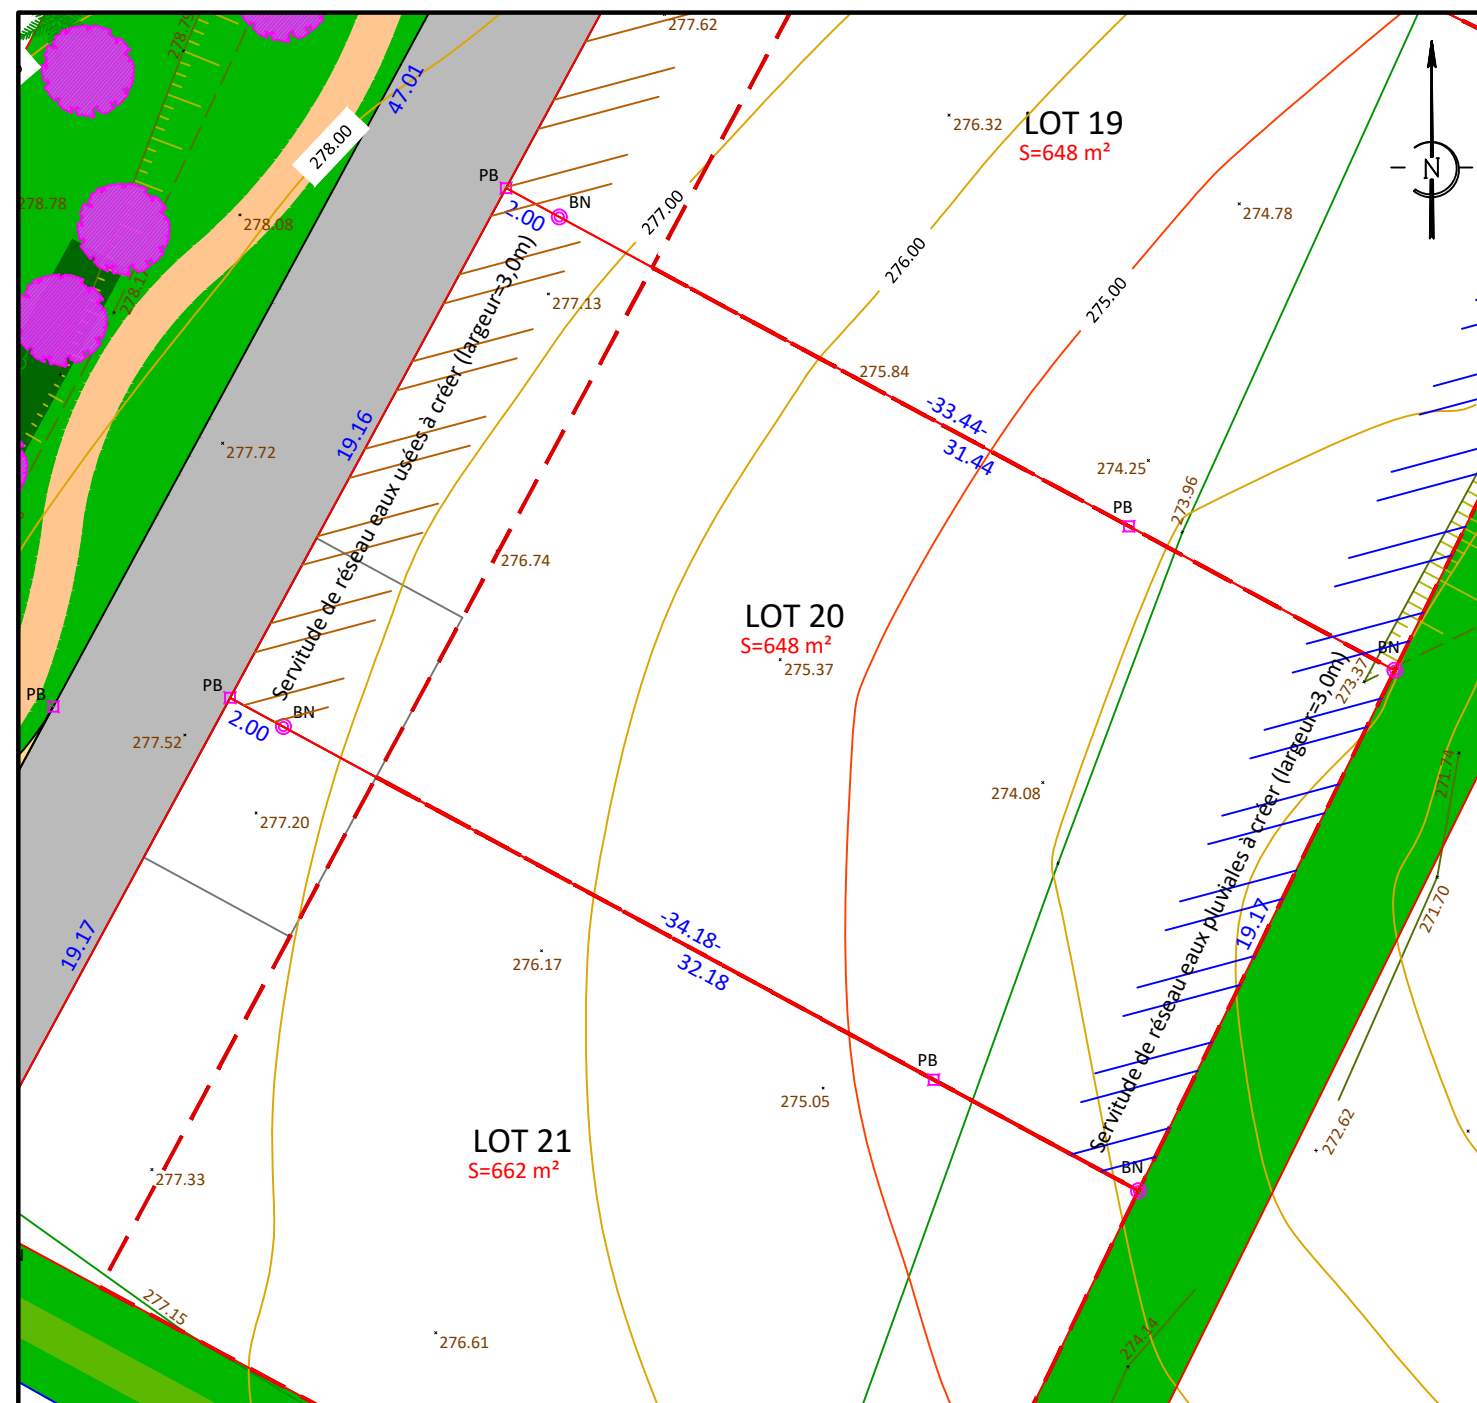 277.62
278.79
47.01
276.32
LOT 19
S=648 m²
278.00
N
PB
BN
2.00
278.78
278.08
277.00
274.78
276.00
277.13
278.17
275.00
275.84
-33.44-
31.44
19.16
277.72
274.25
273.96
PB
Servitude de réseau eaux usées à créer (largeur=3,0m)
276.74
LOT 20
S=648 m²
275.37
BN
273.37
PB
PB
BN
2.00
277.52
277.20
274.08
271.74
Servitude de réseau eaux pluviales à créer (largeur=3,0m)
19.17
271.70
19.17
-34.18-
32.18
276.17
PB
275.05
272.62
LOT 21
S=662 m²
BN
277.33
277.15
276.61
274.14